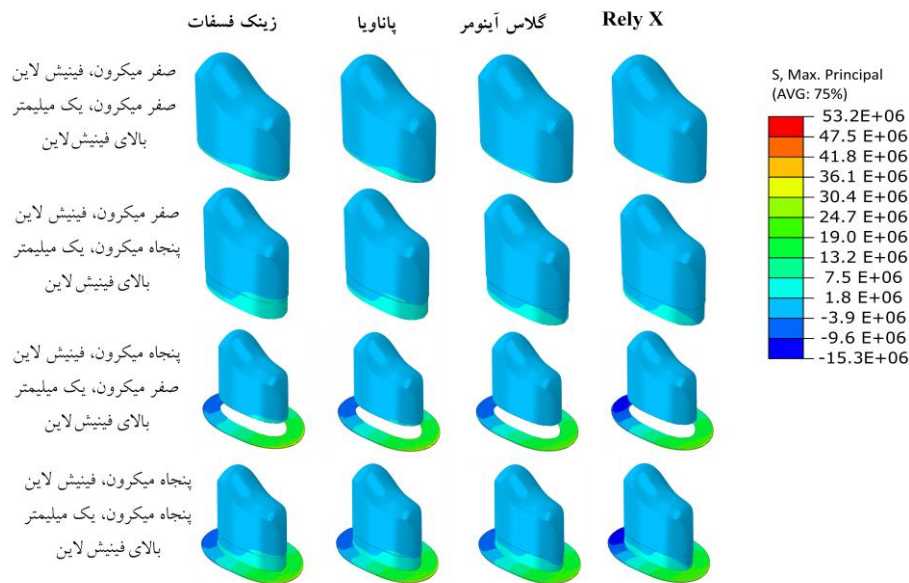 زینک فسفات
پاناویا
گلاس آینومر
Rely X
صفر میکرون، فینیش لاین
صفر میکرون، یک میلیمتر
بالای فینیش‌لاین
صفر میکرون، فینیش لاین
پنجاه میکرون، یک میلیمتر
بالای فینیش لاین
پنجاه میکرون، فینیش لاین
صفر میکرون، یک میلیمتر
بالای فینیش‌لاین
پنجاه میکرون، فینیش لاین
پنجاه میکرون، یک میلیمتر
بالای فینیش‌لاین
S, Max. Principal
(AVG: 75%)
53.2E+06
47.5 E+06
41.8 E+06
36.1 E+06
30.4 E+06
24.7 E+06
19.0 E+06
13.2 E+06
7.5 E+06
1.8 E+06
-3.9 E+06
-9.6 E+06
-15.3E+06